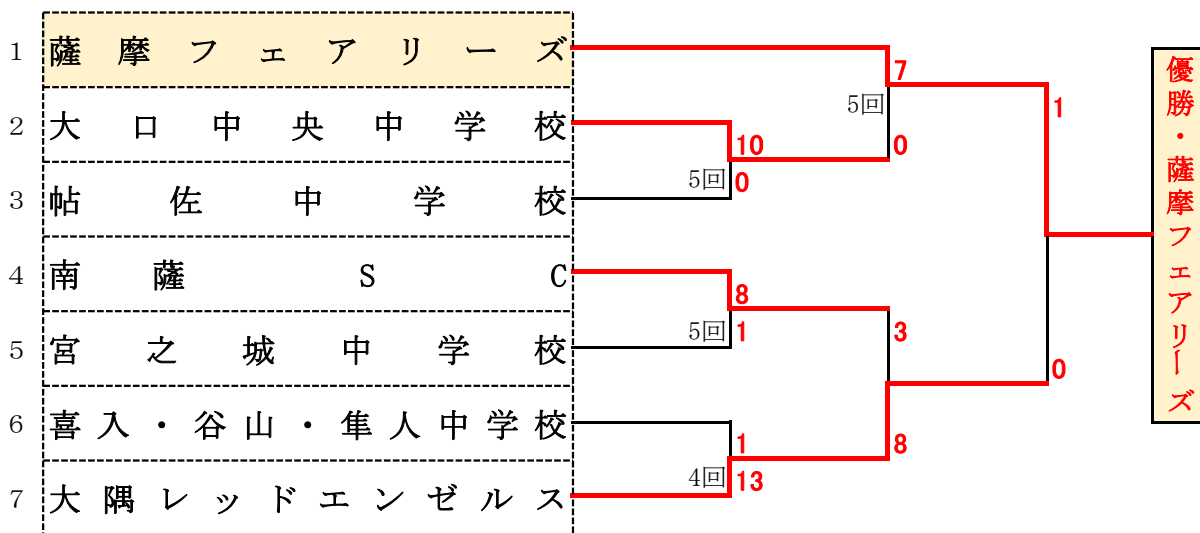 1 薩摩フェアリーズ
2 大口中央中学校
3 帖佐中学校
4 南薩SC
5 宮之城中学校
6 喜入・谷山・隼人中学校
7 大隅レッドエンゼルス
10
5回 0
8
5回 1
1
4回 13
7
5回
0
3
8
1
0
優勝・薩摩フェアリーズ